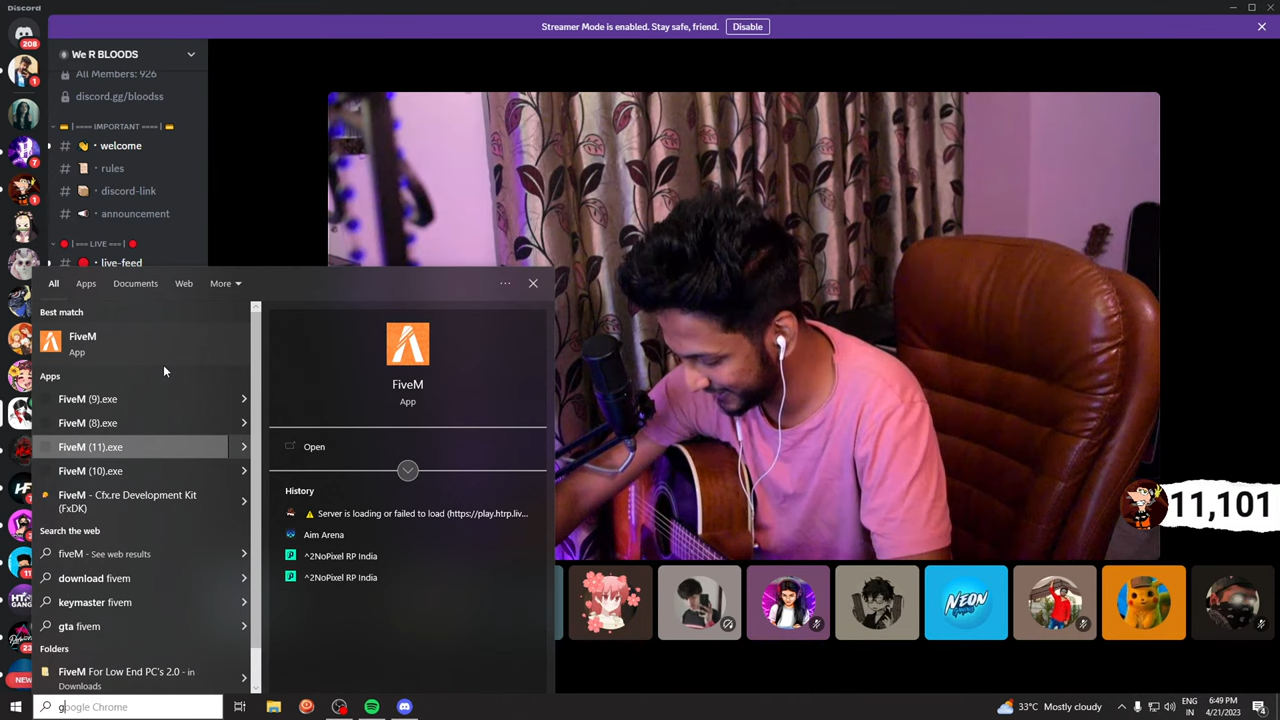 Discord
Streamer Mode is enabled. Stay safe, friend. Disable
208
We R BLOODS
All Members: 926
discord.gg/bloodss
| ==== IMPORTANT ==== |
# welcome
# rules
# discord-link
# announcement
| === LIVE === |
# live-feed
1
7
1
All Apps Documents Web More
Best match
FiveM
App
Apps
FiveM (9).exe
FiveM (8).exe
FiveM (11).exe
FiveM (10).exe
FiveM - Cfx.re Development Kit
(FxDK)
Search the web
fiveM - See web results
download fivem
keymaster fivem
gta fivem
Folders
FiveM For Low End PC's 2.0 - in
Downloads
FiveM
App
Open
History
Server is loading or failed to load (https://play.htrp.liv...
Aim Arena
^2NoPixel RP India
^2NoPixel RP India
11,101
NEON
NEW
google Chrome
33°C Mostly cloudy
ENG
IN
6:49 PM
4/21/2023
4